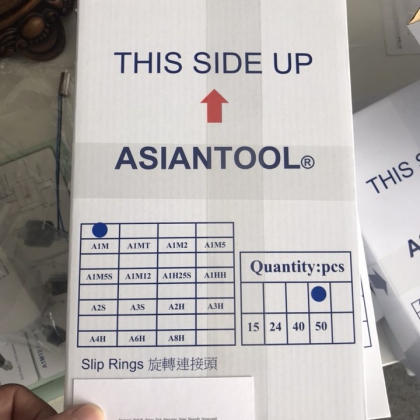 THIS SIDE UP
ASIANTOOL®
A1M A1MT A1M2 A1M5
A1M5S A1M12 A1H25S A1HH
A2S A3S A2H A3H
A4H A6H A8H
Quantity:pcs
15 24 40 50
Slip Rings 旋轉連接頭
THIS S
ASIA